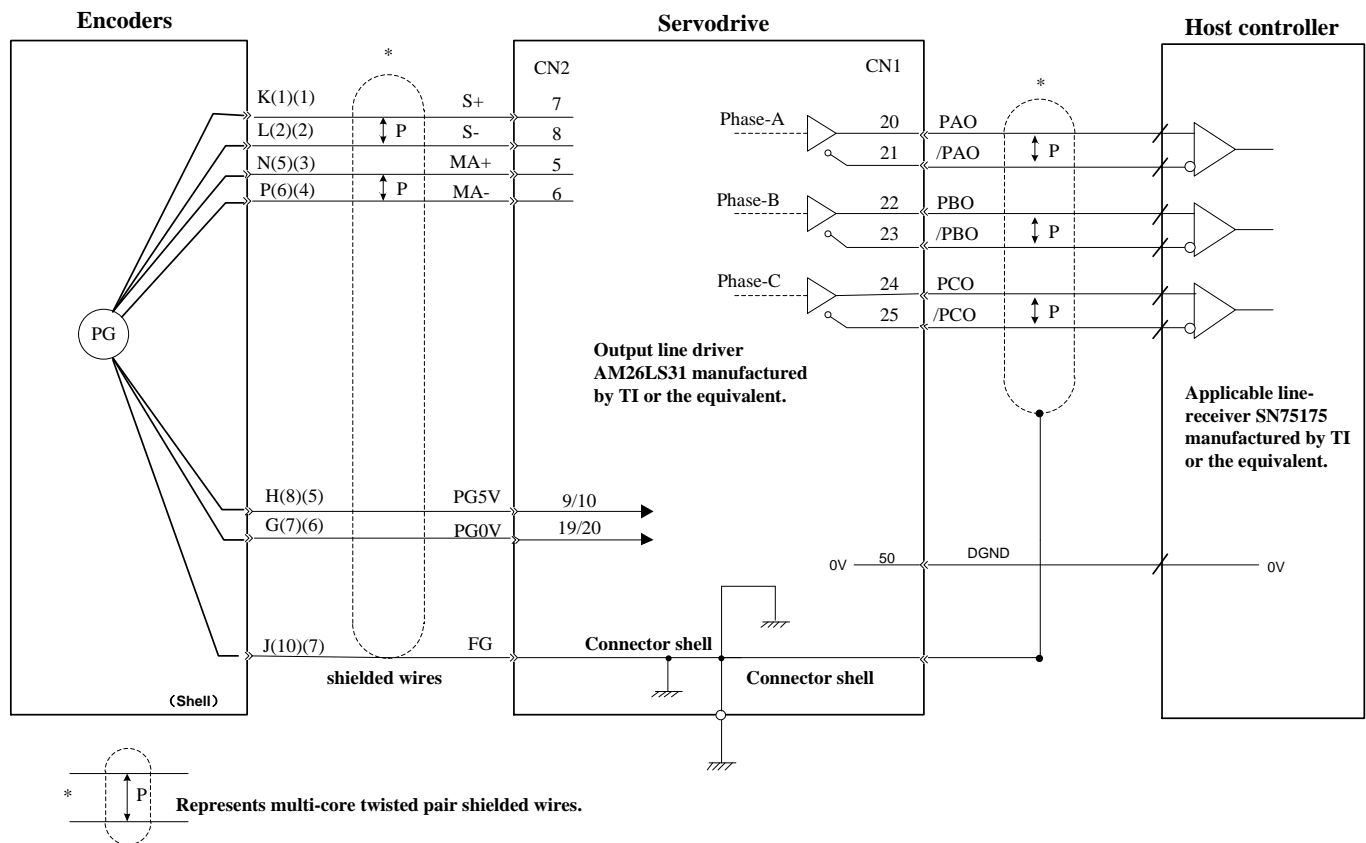 Encoders
Servodrive
Host controller
*
CN2
CN1
*
K(1)(1)
S+
7
L(2)(2)
P
S-
8
N(5)(3)
MA+
5
P(6)(4)
P
MA-
6
PG
Phase-A
20
PAO
21
/PAO
P
Phase-B
22
PBO
23
/PBO
P
Phase-C
24
PCO
25
/PCO
P
Output line driver
AM26LS31 manufactured
by TI or the equivalent.
Applicable line-
receiver SN75175
manufactured by TI
or the equivalent.
H(8)(5)
PG5V
9/10
G(7)(6)
PG0V
19/20
0V
50
DGND
0V
J(10)(7)
FG
Connector shell
shielded wires
Connector shell
(Shell)
*
P
Represents multi-core twisted pair shielded wires.